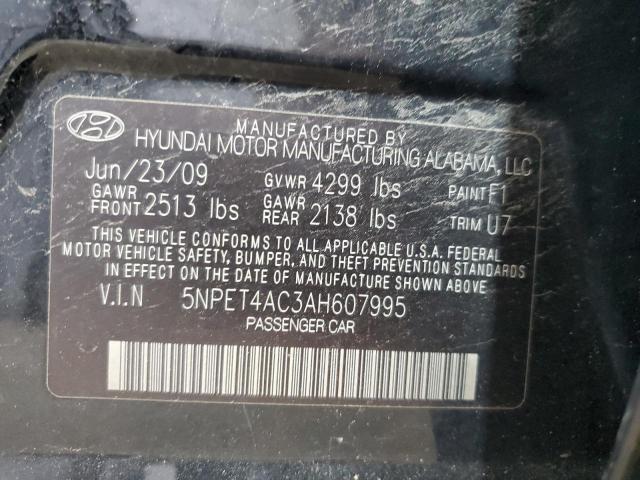 MANUFACTURED BY
HYUNDAI MOTOR MANUFACTURING ALABAMA, LLC
Jun/23/09 GVWR 4299 lbs PAINT F1
GAWR FRONT 2513 lbs GAWR REAR 2138 lbs TRIM U7
THIS VEHICLE CONFORMS TO ALL APPLICABLE U.S.A. FEDERAL
MOTOR VEHICLE SAFETY, BUMPER, AND THEFT PREVENTION STANDARDS
IN EFFECT ON THE DATE OF MANUFACTURE SHOWN ABOVE.
V.I.N 5NPET4AC3AH607995
PASSENGER CAR